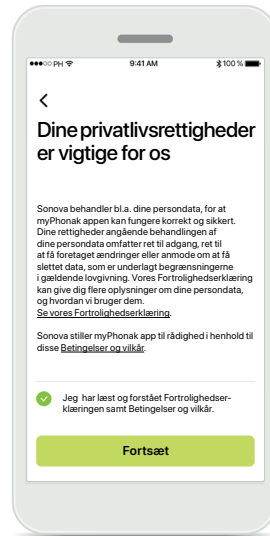 PH 9:41 AM 100 %
Dine privatlivsrettigheder
er vigtige for os
Sonova behandler bl.a. dine persondata, for at
myPhonak appen kan fungere korrekt og sikkert.
Dine rettigheder angående behandlingen af
dine persondata omfatter ret til adgang, ret til
at få foretaget ændringer eller anmode om at få
slettet data, som er underlagt begrænsningerne
i gældende lovgivning. Vores Fortrolighedserklæring
kan give dig flere oplysninger om dine persondata,
og hvordan vi bruger dem.
Se vores Fortrolighedserklæring.
Sonova stiller myPhonak app til rådighed i henhold til
disse Betingelser og vilkår.
Jeg har læst og forstået Fortrolighedser-
klæringen samt Betingelser og vilkår.
Fortsæt